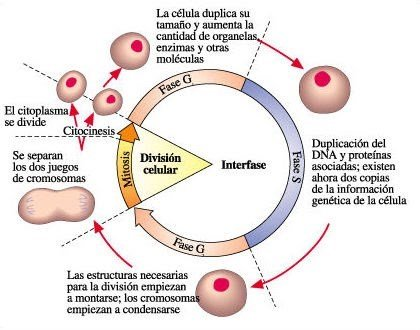 La célula duplica su
tamaño y aumenta la
cantidad de organelas,
enzimas y otras
moléculas
Fase G
El citoplasma
se divide
Citocinesis
Se separan
los dos juegos
de cromosomas
Mitosis
División
celular
Interfase
Fase S
Duplicación del
DNA y proteínas
asociadas; existen
ahora dos copias
de la información
genética de la célula
Fase G
Las estructuras necesarias
para la división empiezan
a montarse; los cromosomas
empiezan a condensarse